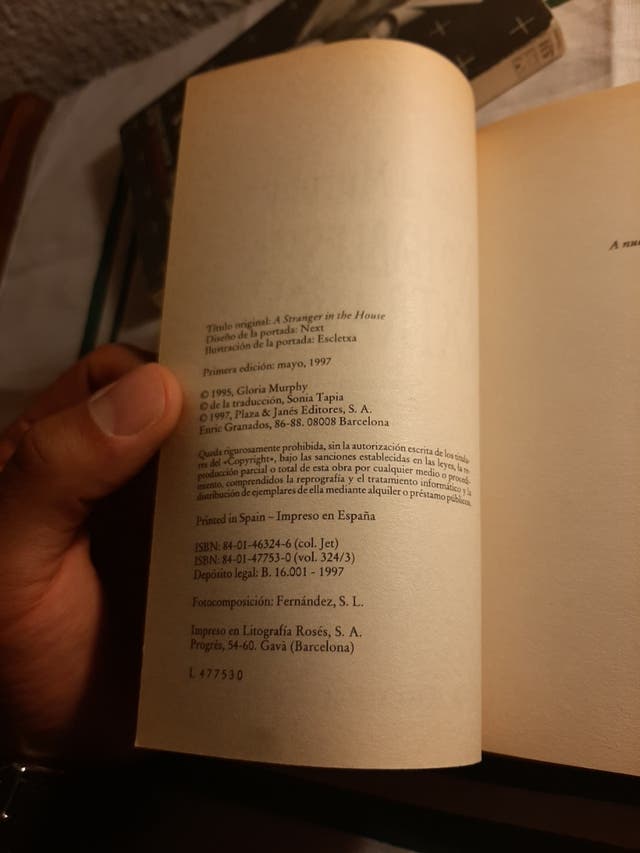 Título original: A Stranger in the House
Diseño de la portada: Next
Ilustración de la portada: Escletxa
Primera edición: mayo, 1997
© 1995, Gloria Murphy
© de la traducción, Sonia Tapia
© 1997, Plaza & Janés Editores, S. A.
Enric Granados, 86-88. 08008 Barcelona
Queda rigurosamente prohibida, sin la autorización escrita de los titula-
res del «Copyright», bajo las sanciones establecidas en las leyes, la re-
producción parcial o total de esta obra por cualquier medio o procedi-
miento, comprendidos la reprografía y el tratamiento informático y la
distribución de ejemplares de ella mediante alquiler o préstamo públicos.
Printed in Spain – Impreso en España
ISBN: 84-01-46324-6 (col. Jet)
ISBN: 84-01-47753-0 (vol. 324/3)
Depósito legal: B. 16.001 - 1997
Fotocomposición: Fernández, S. L.
Impreso en Litografía Rosés, S. A.
Progrés, 54-60. Gavà (Barcelona)
L 477530
A